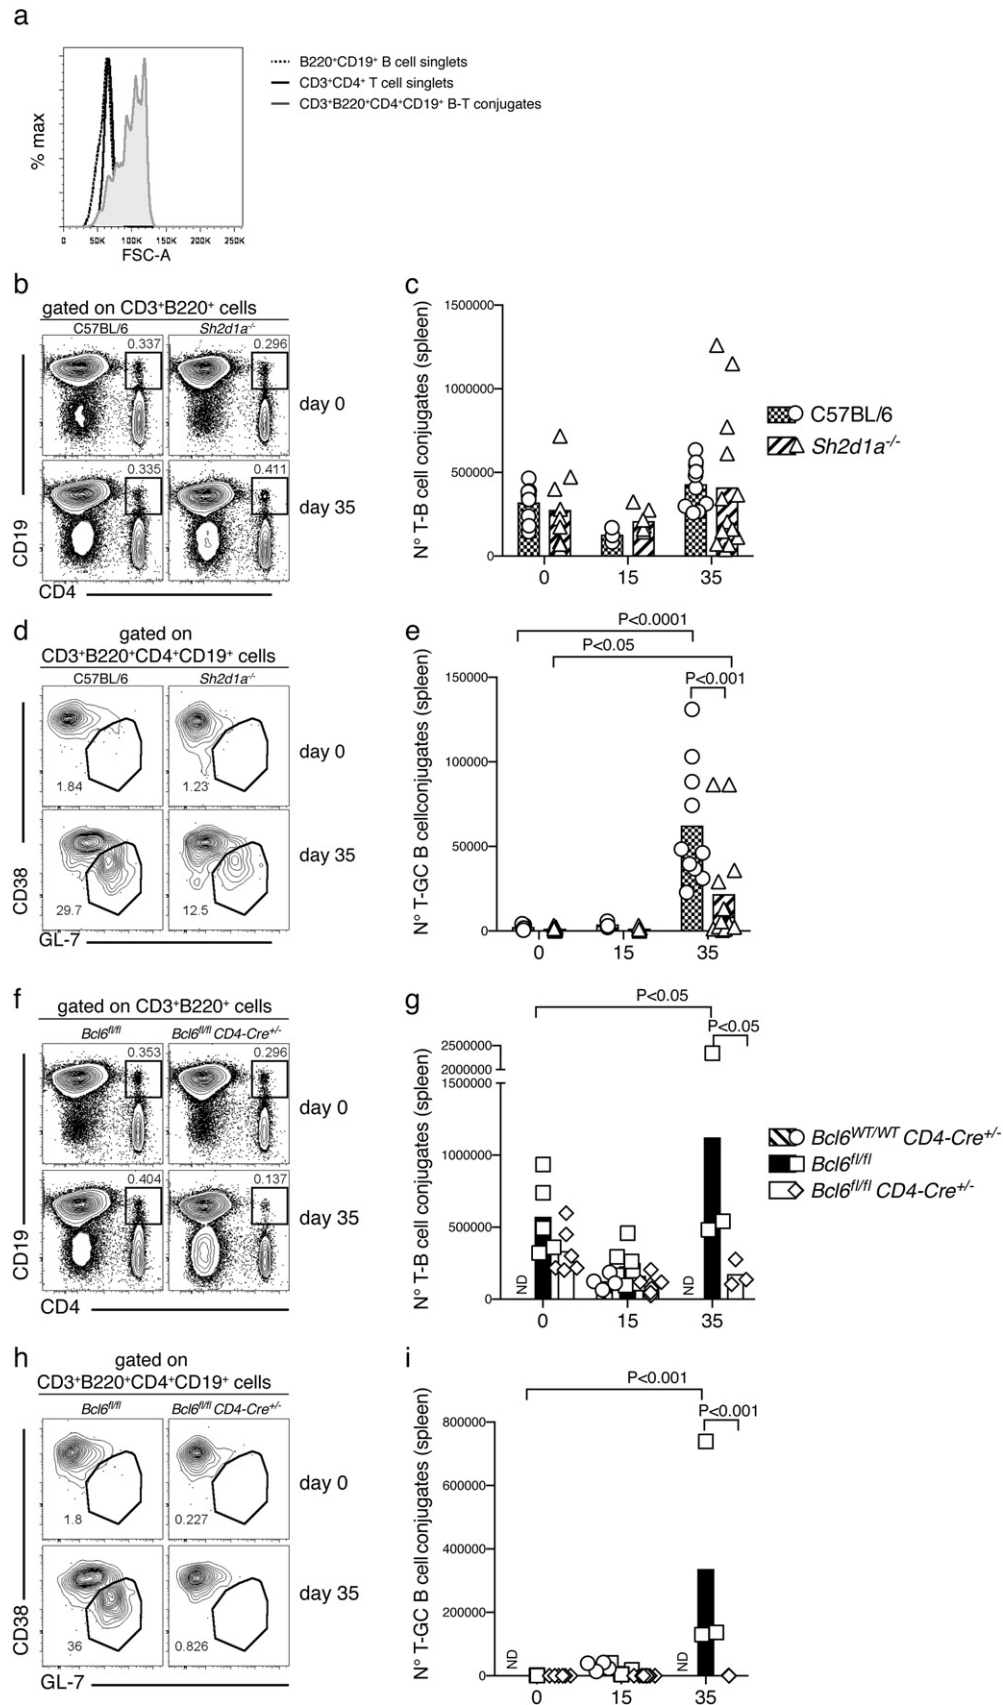 a
% max
0 50K 100K 150K 200K 250K
FSC-A
B220+CD19+ B cell singlets
CD3+CD4+ T cell singlets
CD3+B220+CD4+CD19+ B-T conjugates
b
gated on CD3+B220+ cells
C57BL/6 Sh2d1a-/-
0.337 0.296
day 0
0.335 0.411
day 35
CD19
CD4
c
N° T-B cell conjugates (spleen)
1500000
1000000
500000
0
0 15 35
C57BL/6
Sh2d1a-/-
d
gated on
CD3+B220+CD4+CD19+ cells
C57BL/6 Sh2d1a-/-
day 0
1.84 1.23
day 35
29.7 12.5
CD38
GL-7
e
P<0.0001
P<0.05
P<0.001
N° T-GC B cellconjugates (spleen)
150000
100000
50000
0
0 15 35
f
gated on CD3+B220+ cells
Bcl6fl/fl Bcl6fl/fl CD4-Cre+/-
0.353 0.296
day 0
0.404 0.137
day 35
CD19
CD4
g
P<0.05
P<0.05
N° T-B cell conjugates (spleen)
2500000
2000000
1500000
1000000
500000
0
ND ND
0 15 35
Bcl6WT/WT CD4-Cre+/-
Bcl6fl/fl
Bcl6fl/fl CD4-Cre+/-
h
gated on
CD3+B220+CD4+CD19+ cells
Bcl6fl/fl Bcl6fl/fl CD4-Cre+/-
day 0
1.8 0.227
day 35
36 0.826
CD38
GL-7
i
P<0.001
P<0.001
N° T-GC B cell conjugates (spleen)
800000
600000
400000
200000
0
ND ND
0 15 35